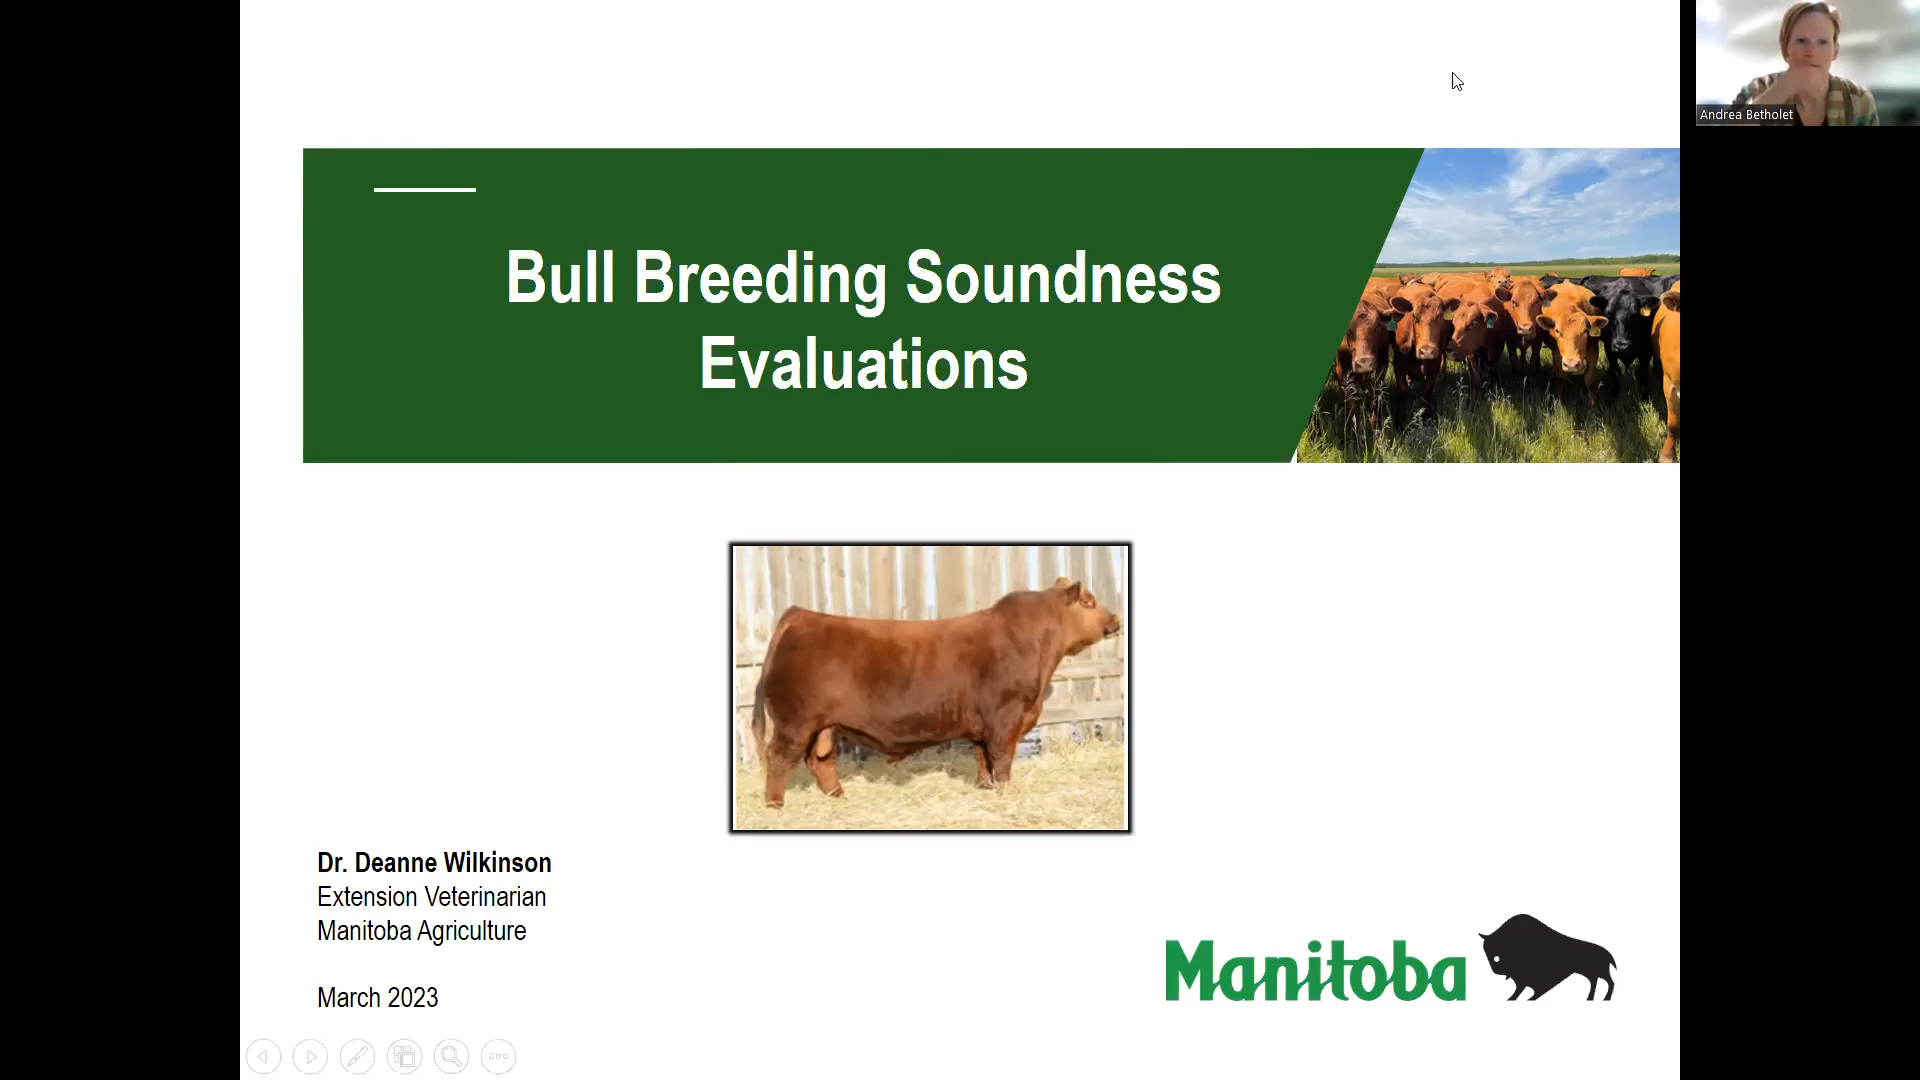 Andrea Betholet
Bull Breeding Soundness
Evaluations
Dr. Deanne Wilkinson
Extension Veterinarian
Manitoba Agriculture
March 2023
Manitoba